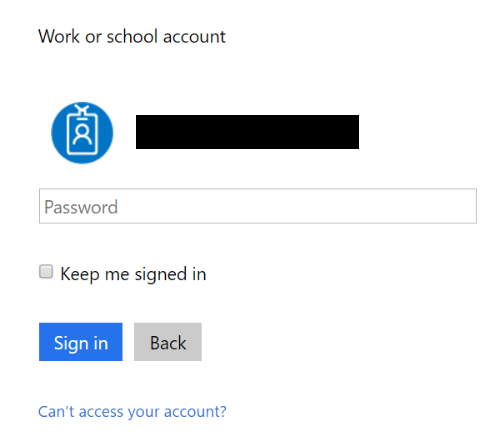 Work or school account
Password
Keep me signed in
Sign in Back
Can't access your account?